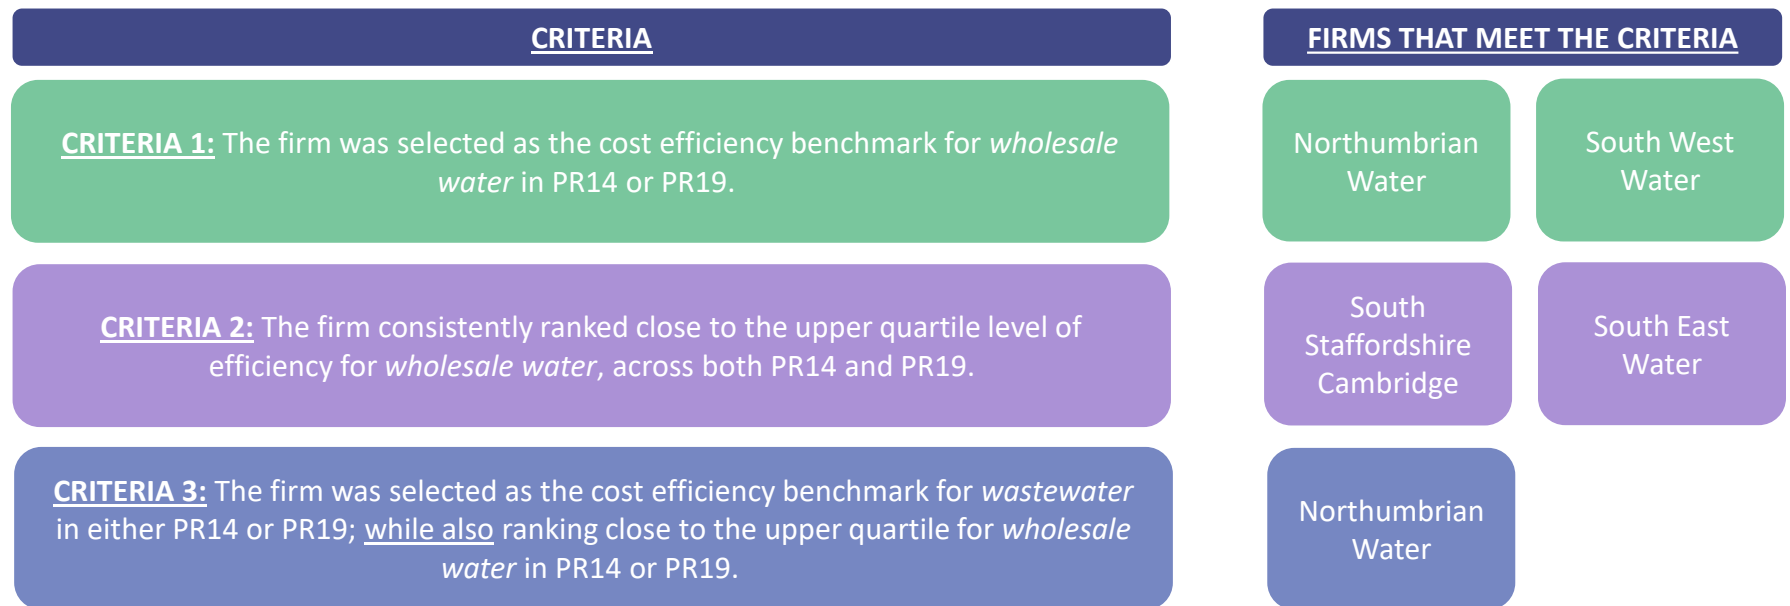 CRITERIA
FIRMS THAT MEET THE CRITERIA
CRITERIA 1: The firm was selected as the cost efficiency benchmark for wholesale
water in PR14 or PR19.
Northumbrian
Water
South West
Water
CRITERIA 2: The firm consistently ranked close to the upper quartile level of
efficiency for wholesale water, across both PR14 and PR19.
South
Staffordshire
Cambridge
South East
Water
CRITERIA 3: The firm was selected as the cost efficiency benchmark for wastewater
in either PR14 or PR19; while also ranking close to the upper quartile for wholesale
water in PR14 or PR19.
Northumbrian
Water